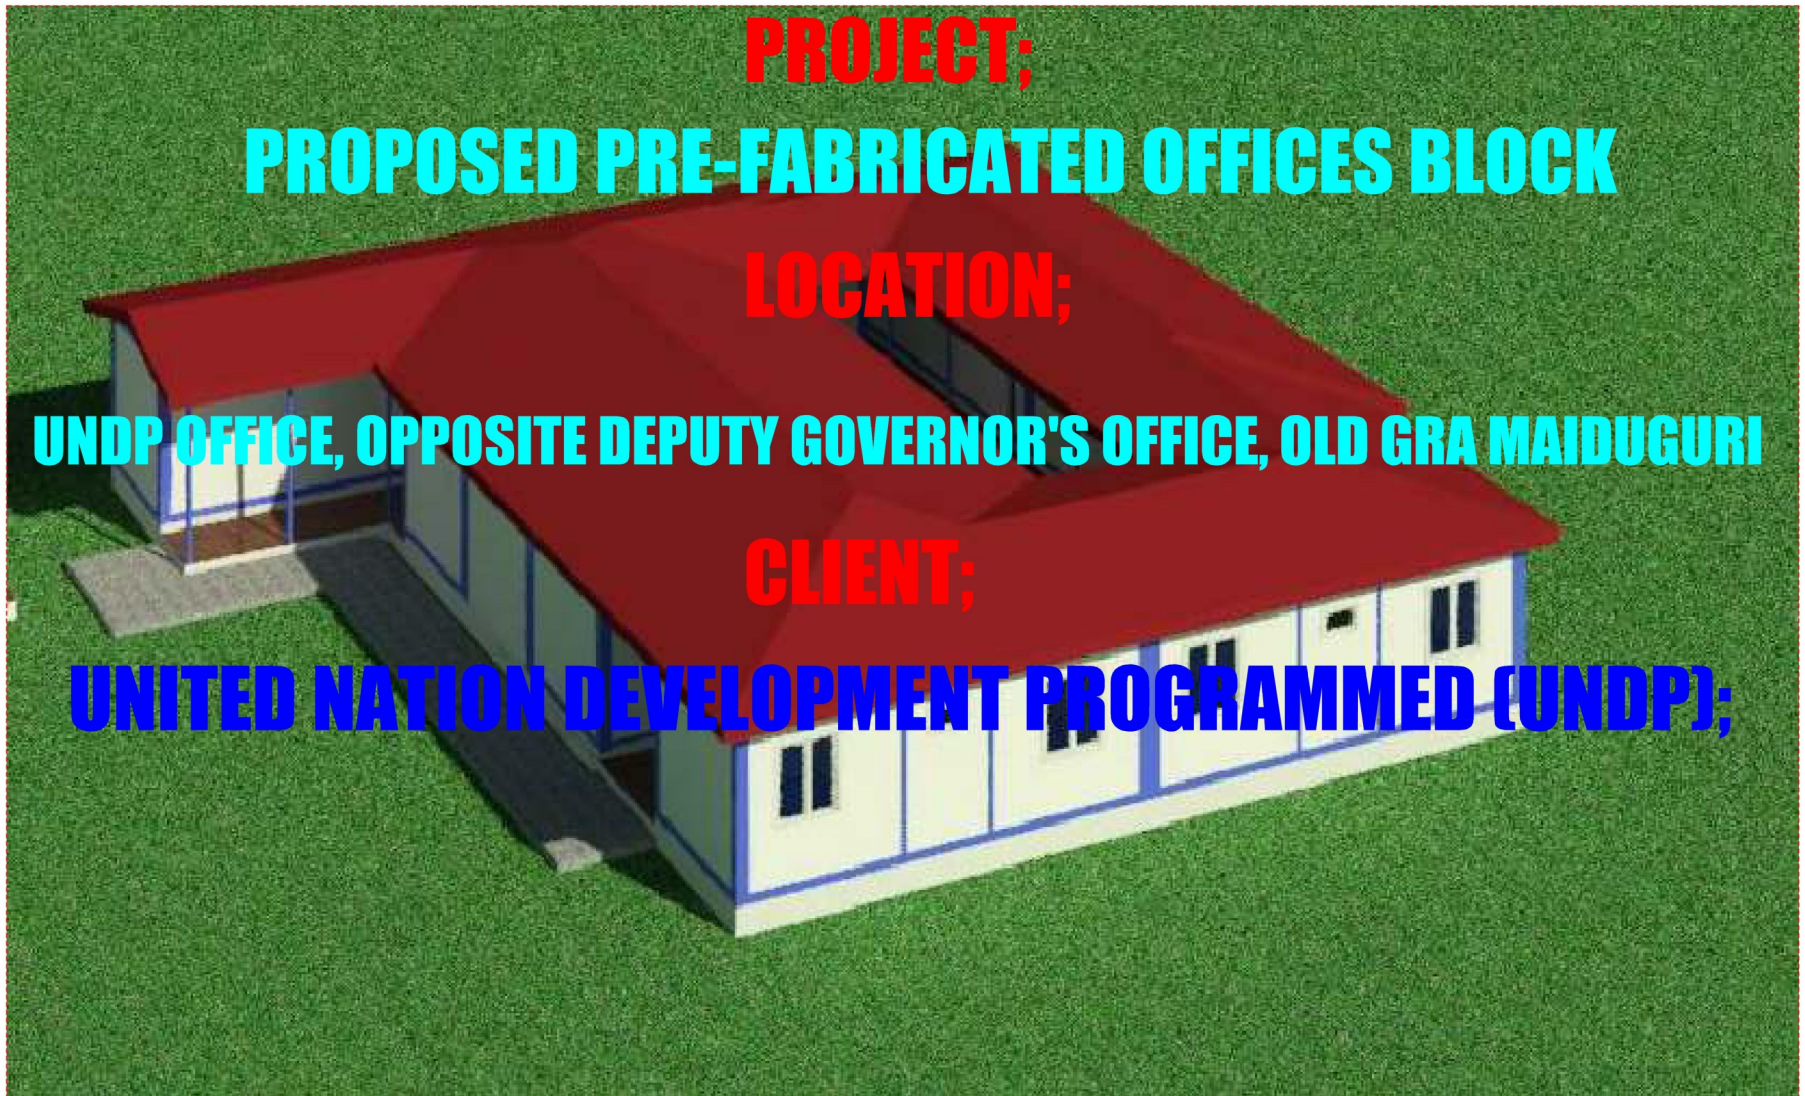 PROJECT;
PROPOSED PRE-FABRICATED OFFICES BLOCK
LOCATION;
UNDP OFFICE, OPPOSITE DEPUTY GOVERNOR'S OFFICE, OLD GRA MAIDUGURI
CLIENT;
UNITED NATION DEVELOPMENT PROGRAMMED (UNDP);